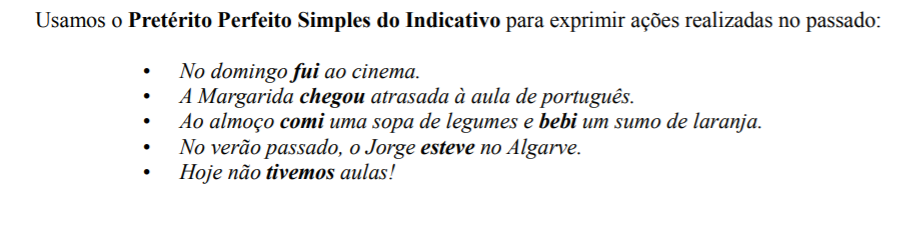 Usamos o Pretérito Perfeito Simples do Indicativo para exprimir ações realizadas no passado:
• No domingo fui ao cinema.
• A Margarida chegou atrasada à aula de português.
• Ao almoço comi uma sopa de legumes e bebi um sumo de laranja.
• No verão passado, o Jorge esteve no Algarve.
• Hoje não tivemos aulas!